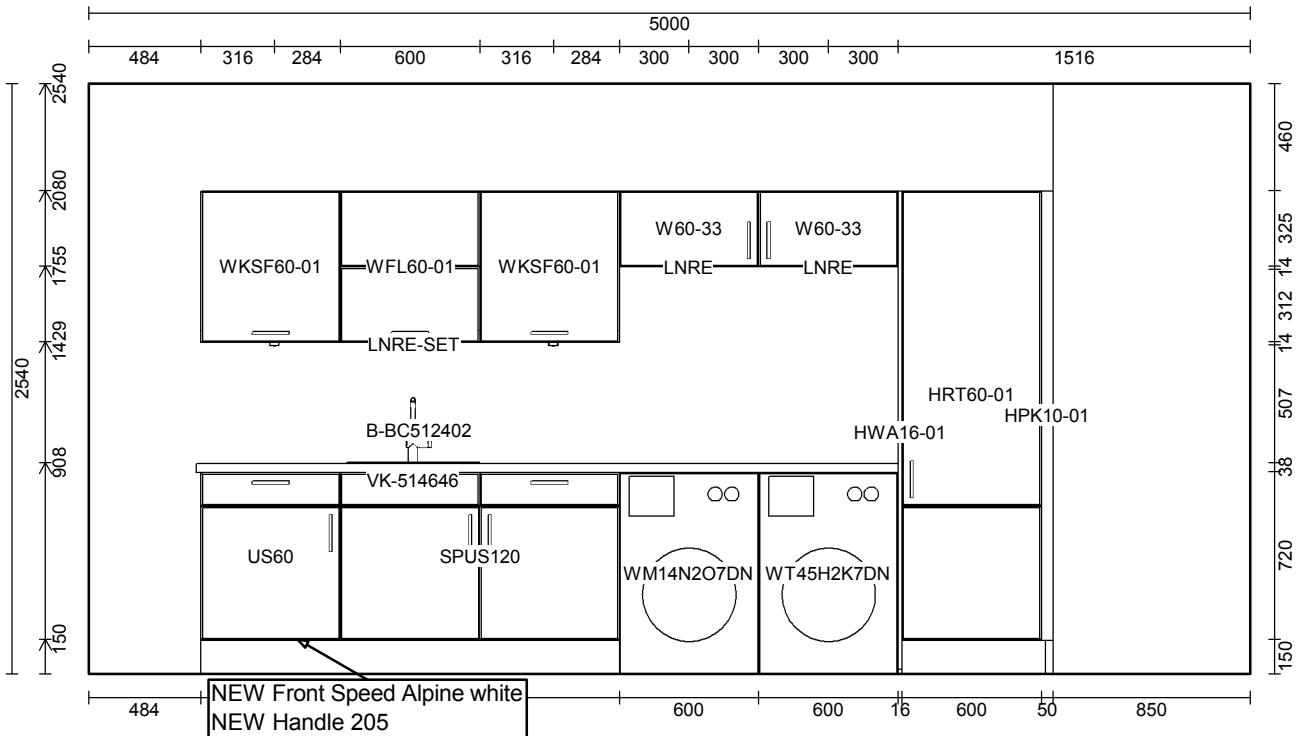 5000
484 316 284 600 316 284 300 300 300 300 1516
2540
2540
2080
1755
1429
908
150
460
325
14
312
14
507
38
720
150
WKSF60-01 WFL60-01 WKSF60-01 W60-33 W60-33
LNRE LNRE
LNRE-SET
HRT60-01
HPK10-01
B-BC512402 HWA16-01
VK-514646
US60 SPUS120
WM14N2O7DN WT45H2K7DN
NEW Front Speed Alpine white
NEW Handle 205
484 600 600 16 600 50 850